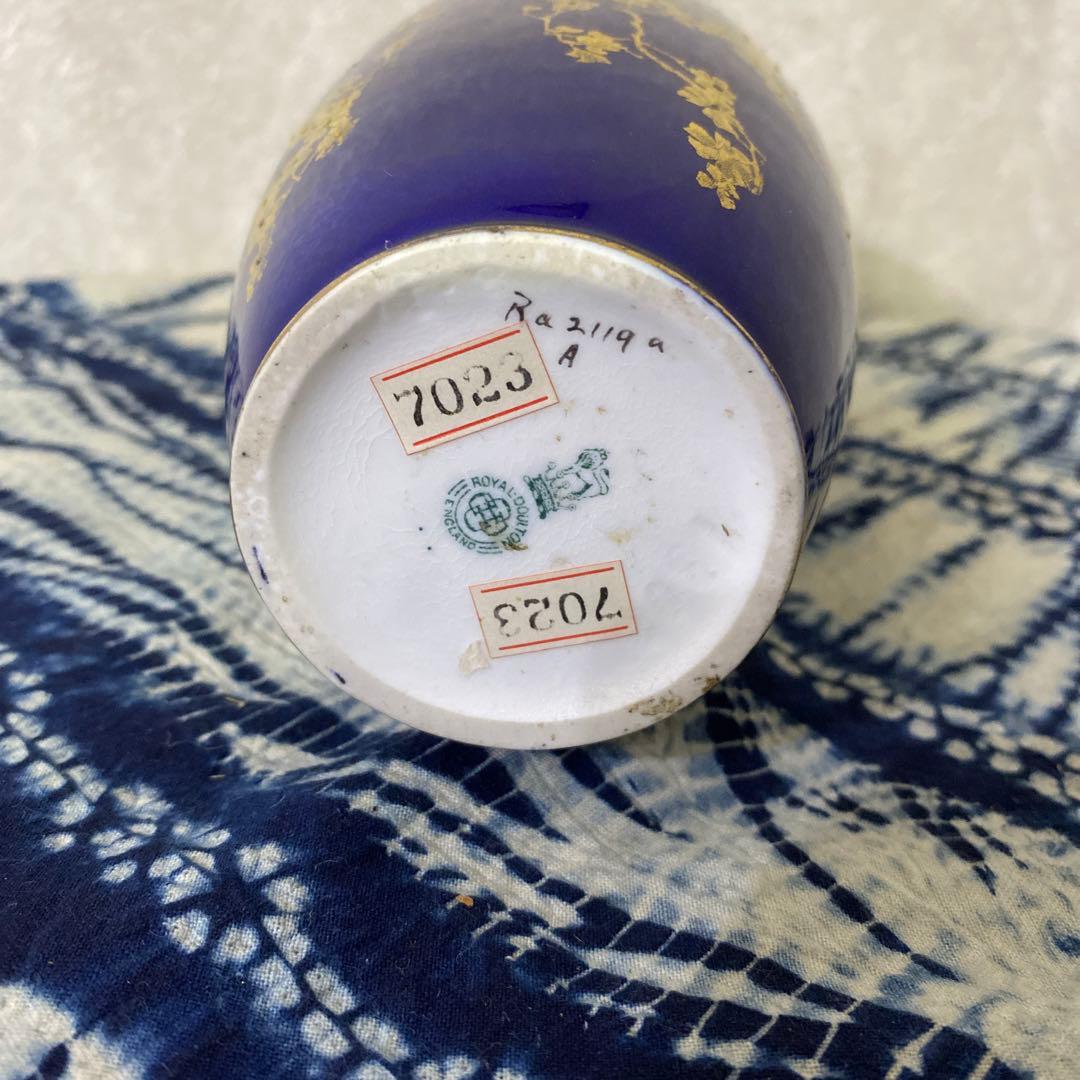 Ra 2119 a
A
7023
ROYAL·DOULTON
ENGLAND
7023